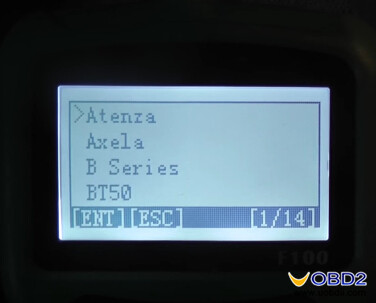 >Atenza
Axela
B Series
BT50
[ENT][ESC] [1/14]
F100
OBD2